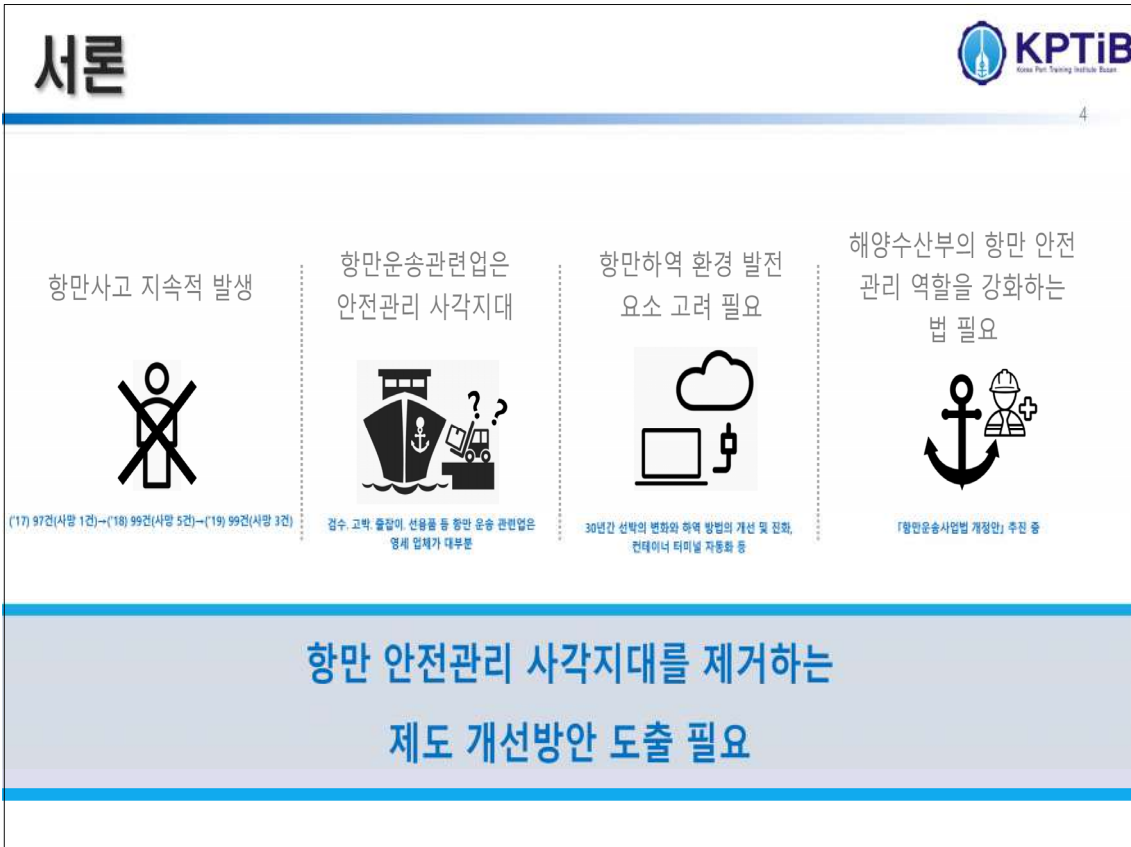 서론
KPTiB
Korea Port Training Institute Busan
4
항만사고 지속적 발생
('17) 97건(사망 1건)→('18) 99건(사망 5건)→('19) 99건(사망 3건)
항만운송관련업은
안전관리 사각지대
? ?
검수, 고박, 줄잡이, 선용품 등 항만 운송 관련업은
영세 업체가 대부분
항만하역 환경 발전
요소 고려 필요
30년간 선박의 변화와 하역 방법의 개선 및 진화,
컨테이너 터미널 자동화 등
해양수산부의 항만 안전
관리 역할을 강화하는
법 필요
「항만운송사업법 개정안」 추진 중
항만 안전관리 사각지대를 제거하는
제도 개선방안 도출 필요